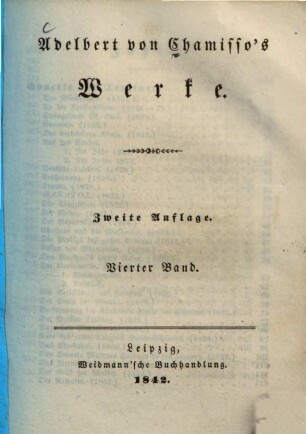 Adelbert von Chamisso's
Werke.
Zweite Auflage.
Vierter Band.
Leipzig,
Weidmann'sche Buchhandlung.
1842.